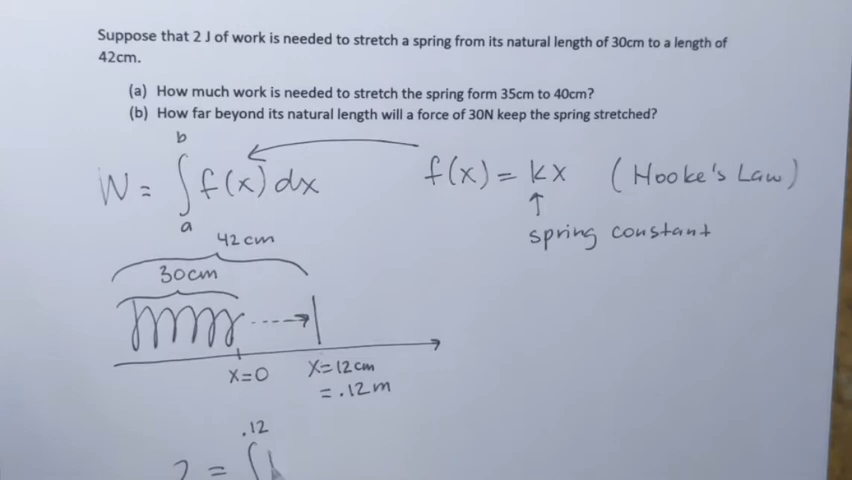 Suppose that 2 J of work is needed to stretch a spring from its natural length of 30cm to a length of
42cm.
(a) How much work is needed to stretch the spring form 35cm to 40cm?
(b) How far beyond its natural length will a force of 30N keep the spring stretched?
W = ∫_a^b f(x) dx
f(x) = kx (Hooke's Law)
↑
spring constant
42 cm
30cm
x=0
x=12cm
= .12m
.12
2 = ∫